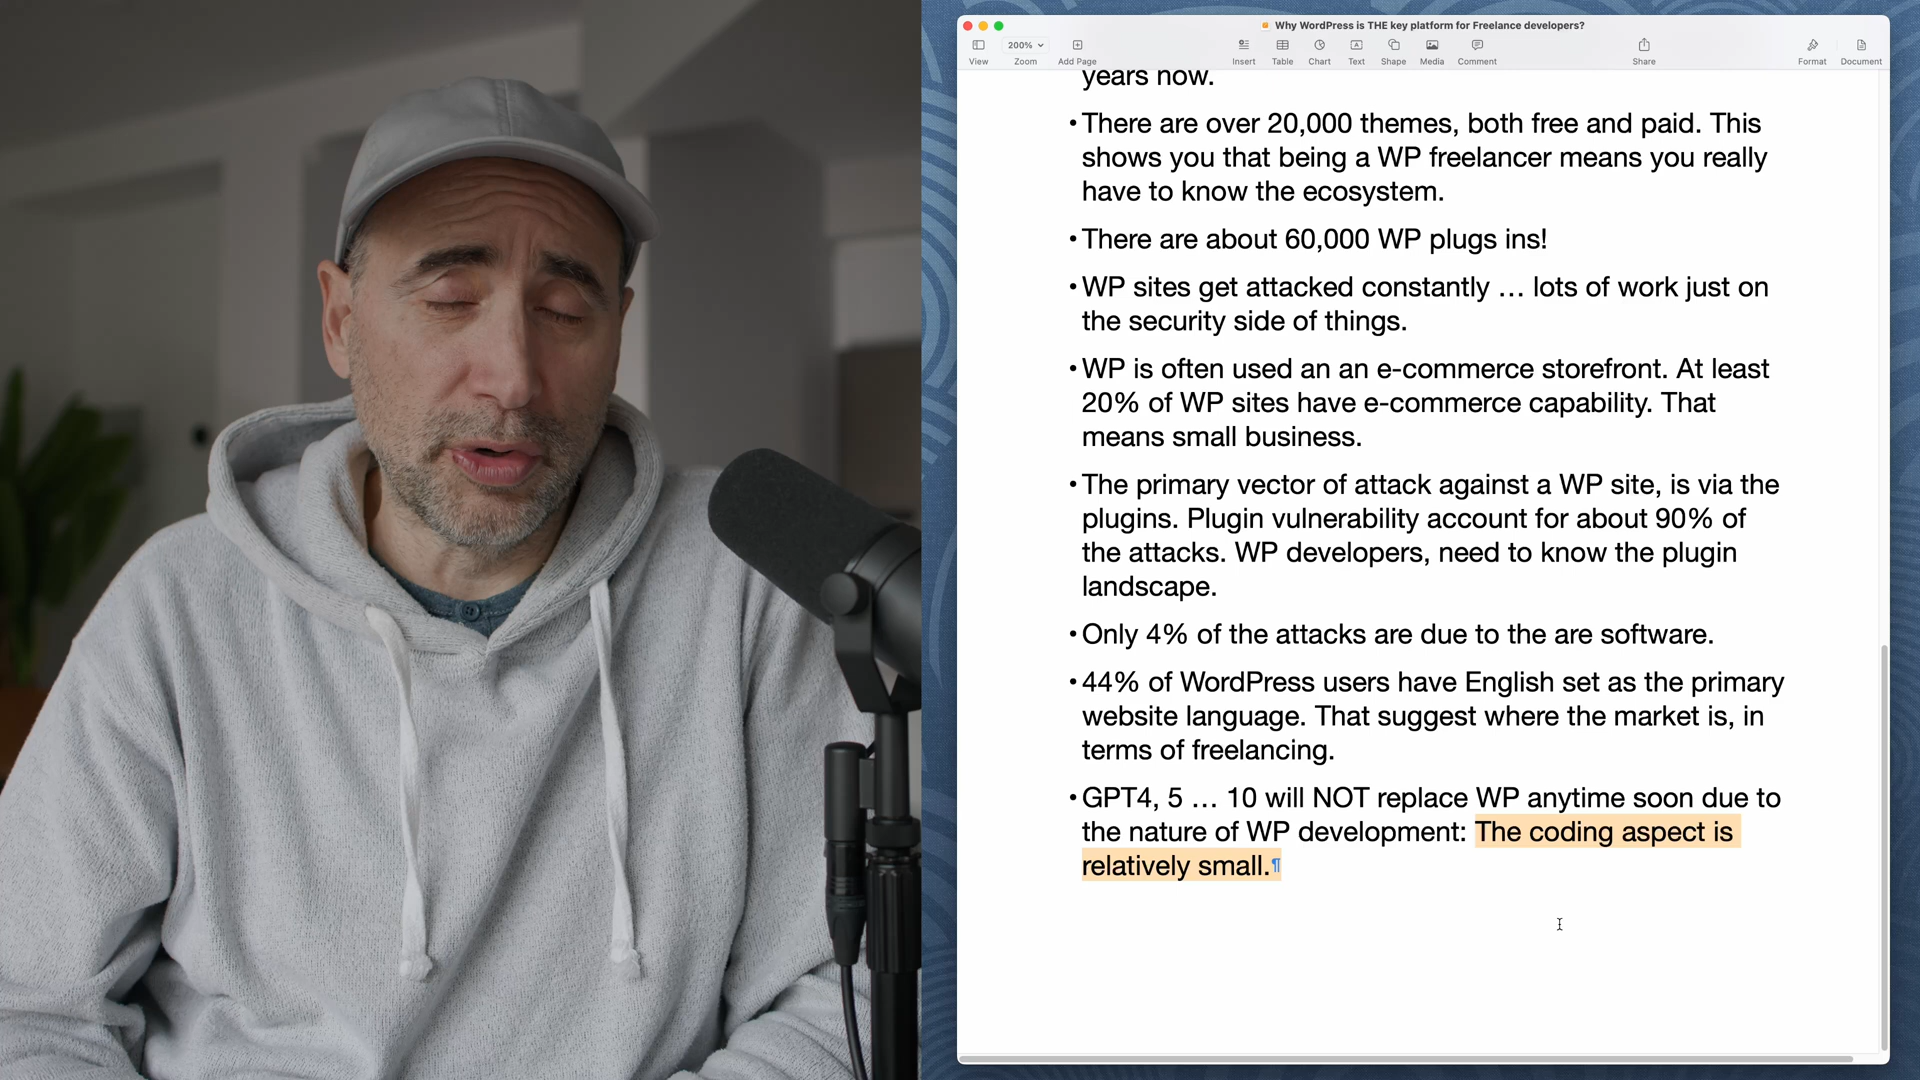 Why WordPress is THE key platform for Freelance developers?
200%
View
Zoom
Add Page
Insert
Table
Chart
Text
Shape
Media
Comment
Share
Format
Document
years now.
• There are over 20,000 themes, both free and paid. This
shows you that being a WP freelancer means you really
have to know the ecosystem.
• There are about 60,000 WP plugs ins!
• WP sites get attacked constantly … lots of work just on
the security side of things.
• WP is often used an an e-commerce storefront. At least
20% of WP sites have e-commerce capability. That
means small business.
• The primary vector of attack against a WP site, is via the
plugins. Plugin vulnerability account for about 90% of
the attacks. WP developers, need to know the plugin
landscape.
• Only 4% of the attacks are due to the are software.
• 44% of WordPress users have English set as the primary
website language. That suggest where the market is, in
terms of freelancing.
• GPT4, 5 … 10 will NOT replace WP anytime soon due to
the nature of WP development: The coding aspect is
relatively small.¶